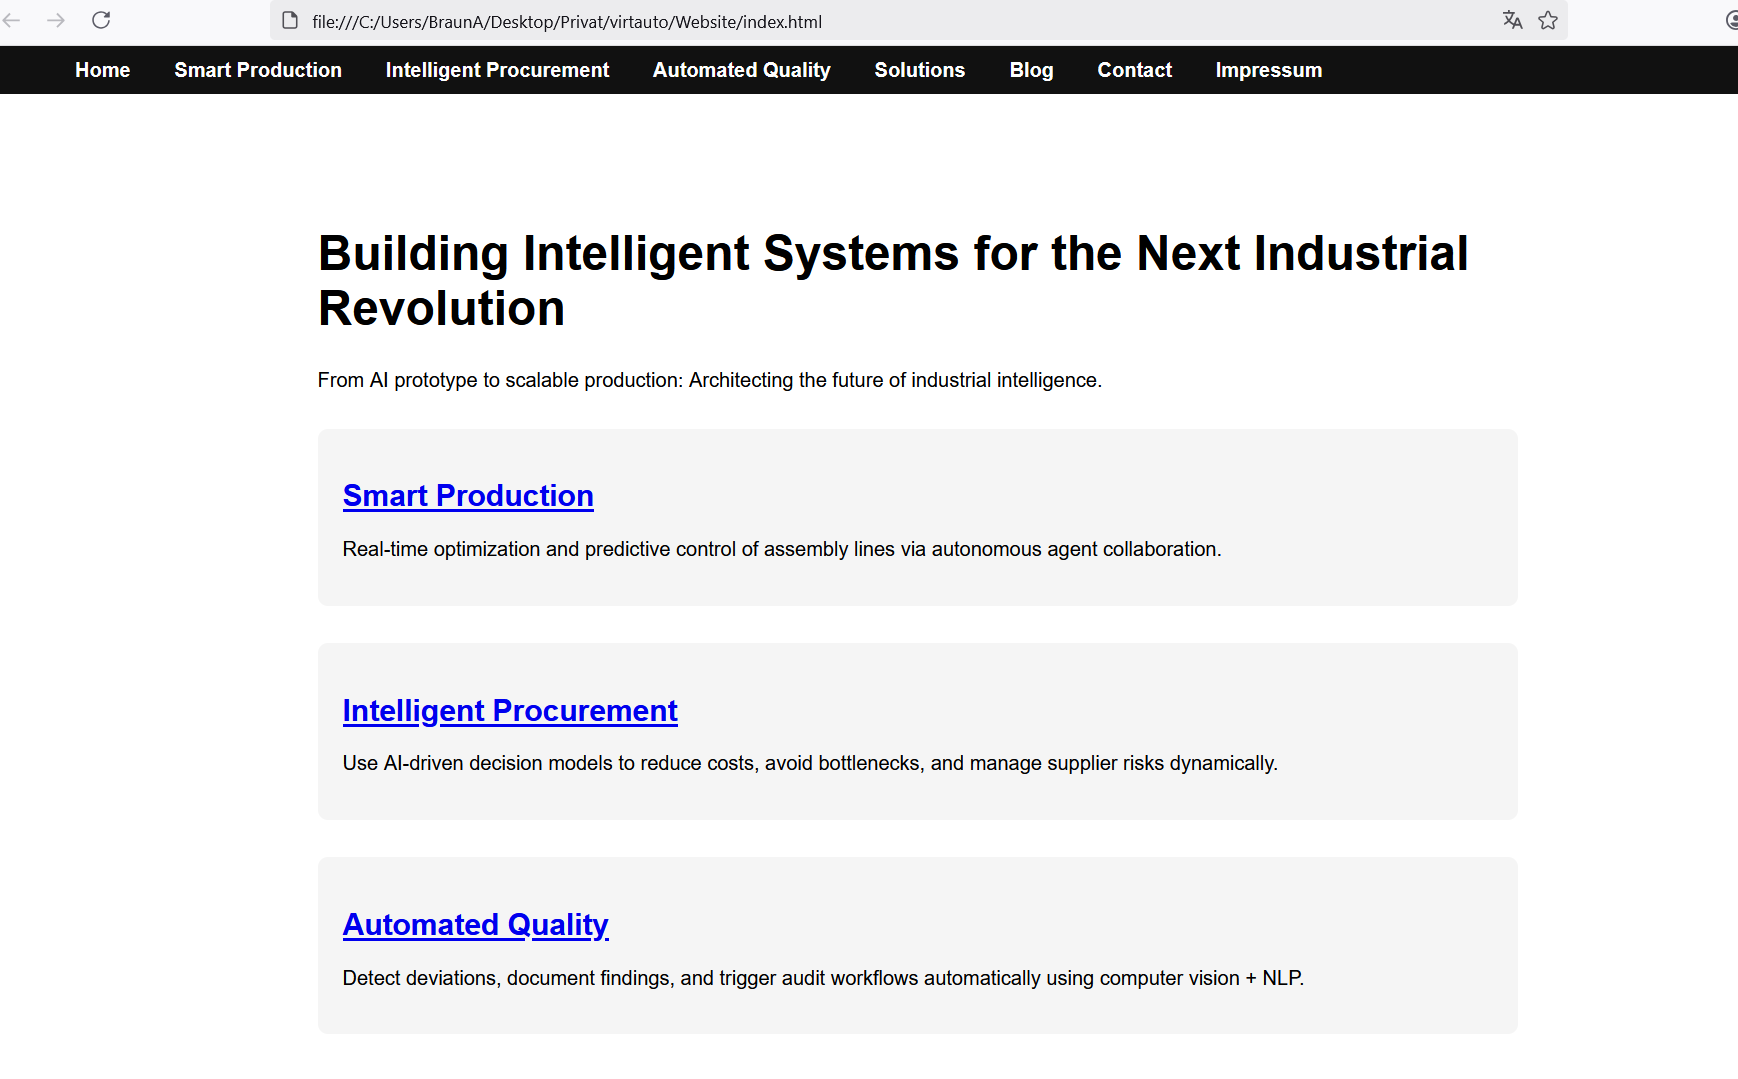 file:///C:/Users/BraunA/Desktop/Privat/virtauto/Website/index.html
Home Smart Production Intelligent Procurement Automated Quality Solutions Blog Contact Impressum
Building Intelligent Systems for the Next Industrial
Revolution
From AI prototype to scalable production: Architecting the future of industrial intelligence.
Smart Production
Real-time optimization and predictive control of assembly lines via autonomous agent collaboration.
Intelligent Procurement
Use AI-driven decision models to reduce costs, avoid bottlenecks, and manage supplier risks dynamically.
Automated Quality
Detect deviations, document findings, and trigger audit workflows automatically using computer vision + NLP.